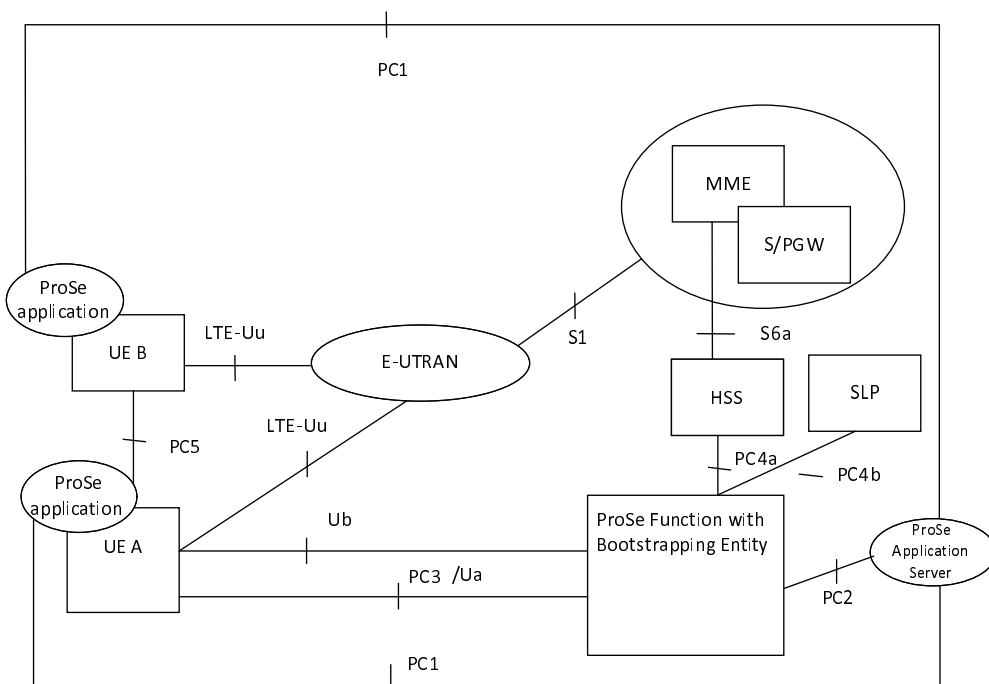 PC1
MME
S/PGW
ProSe
application
UE B
LTE-Uu
E-UTRAN
S1
S6a
HSS
SLP
LTE-Uu
PC5
PC4a
PC4b
ProSe
application
UE A
Ub
ProSe Function with
Bootstrapping Entity
ProSe
Application
Server
PC3 /Ua
PC2
PC1